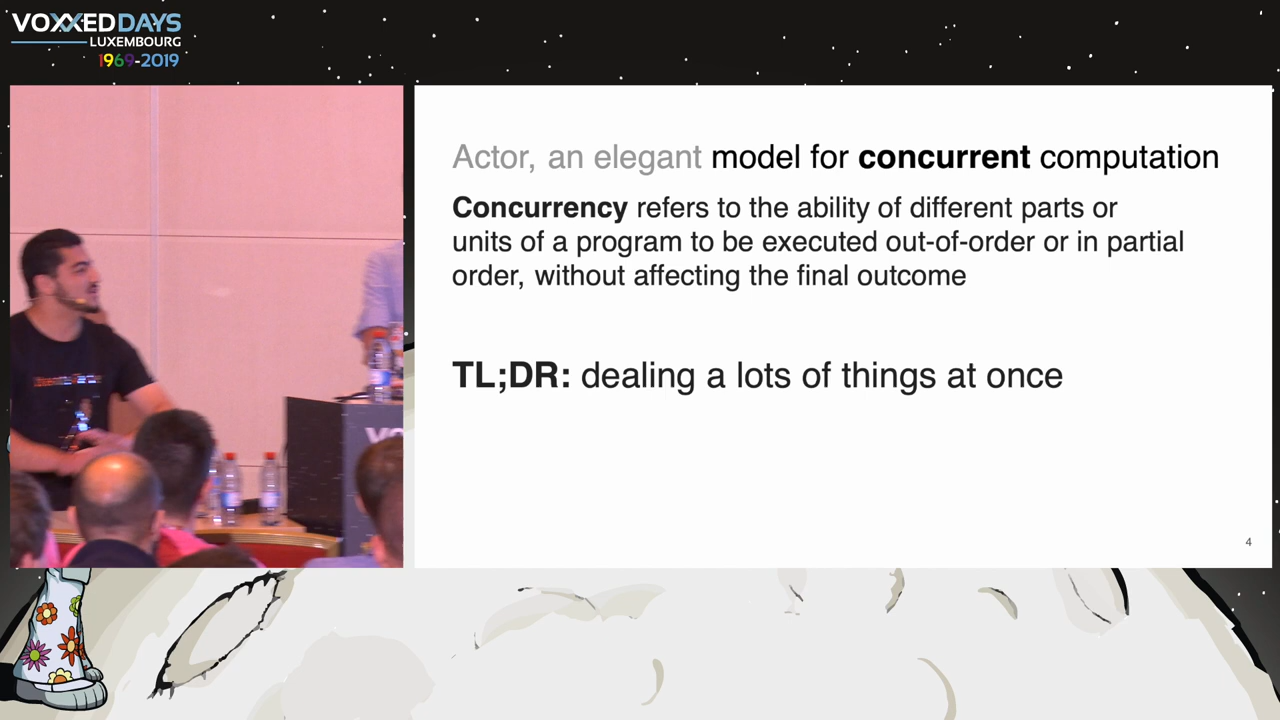 VOXXEDDAYS
LUXEMBOURG
1969-2019
Actor, an elegant model for concurrent computation
Concurrency refers to the ability of different parts or
units of a program to be executed out-of-order or in partial
order, without affecting the final outcome
TL;DR: dealing a lots of things at once
4